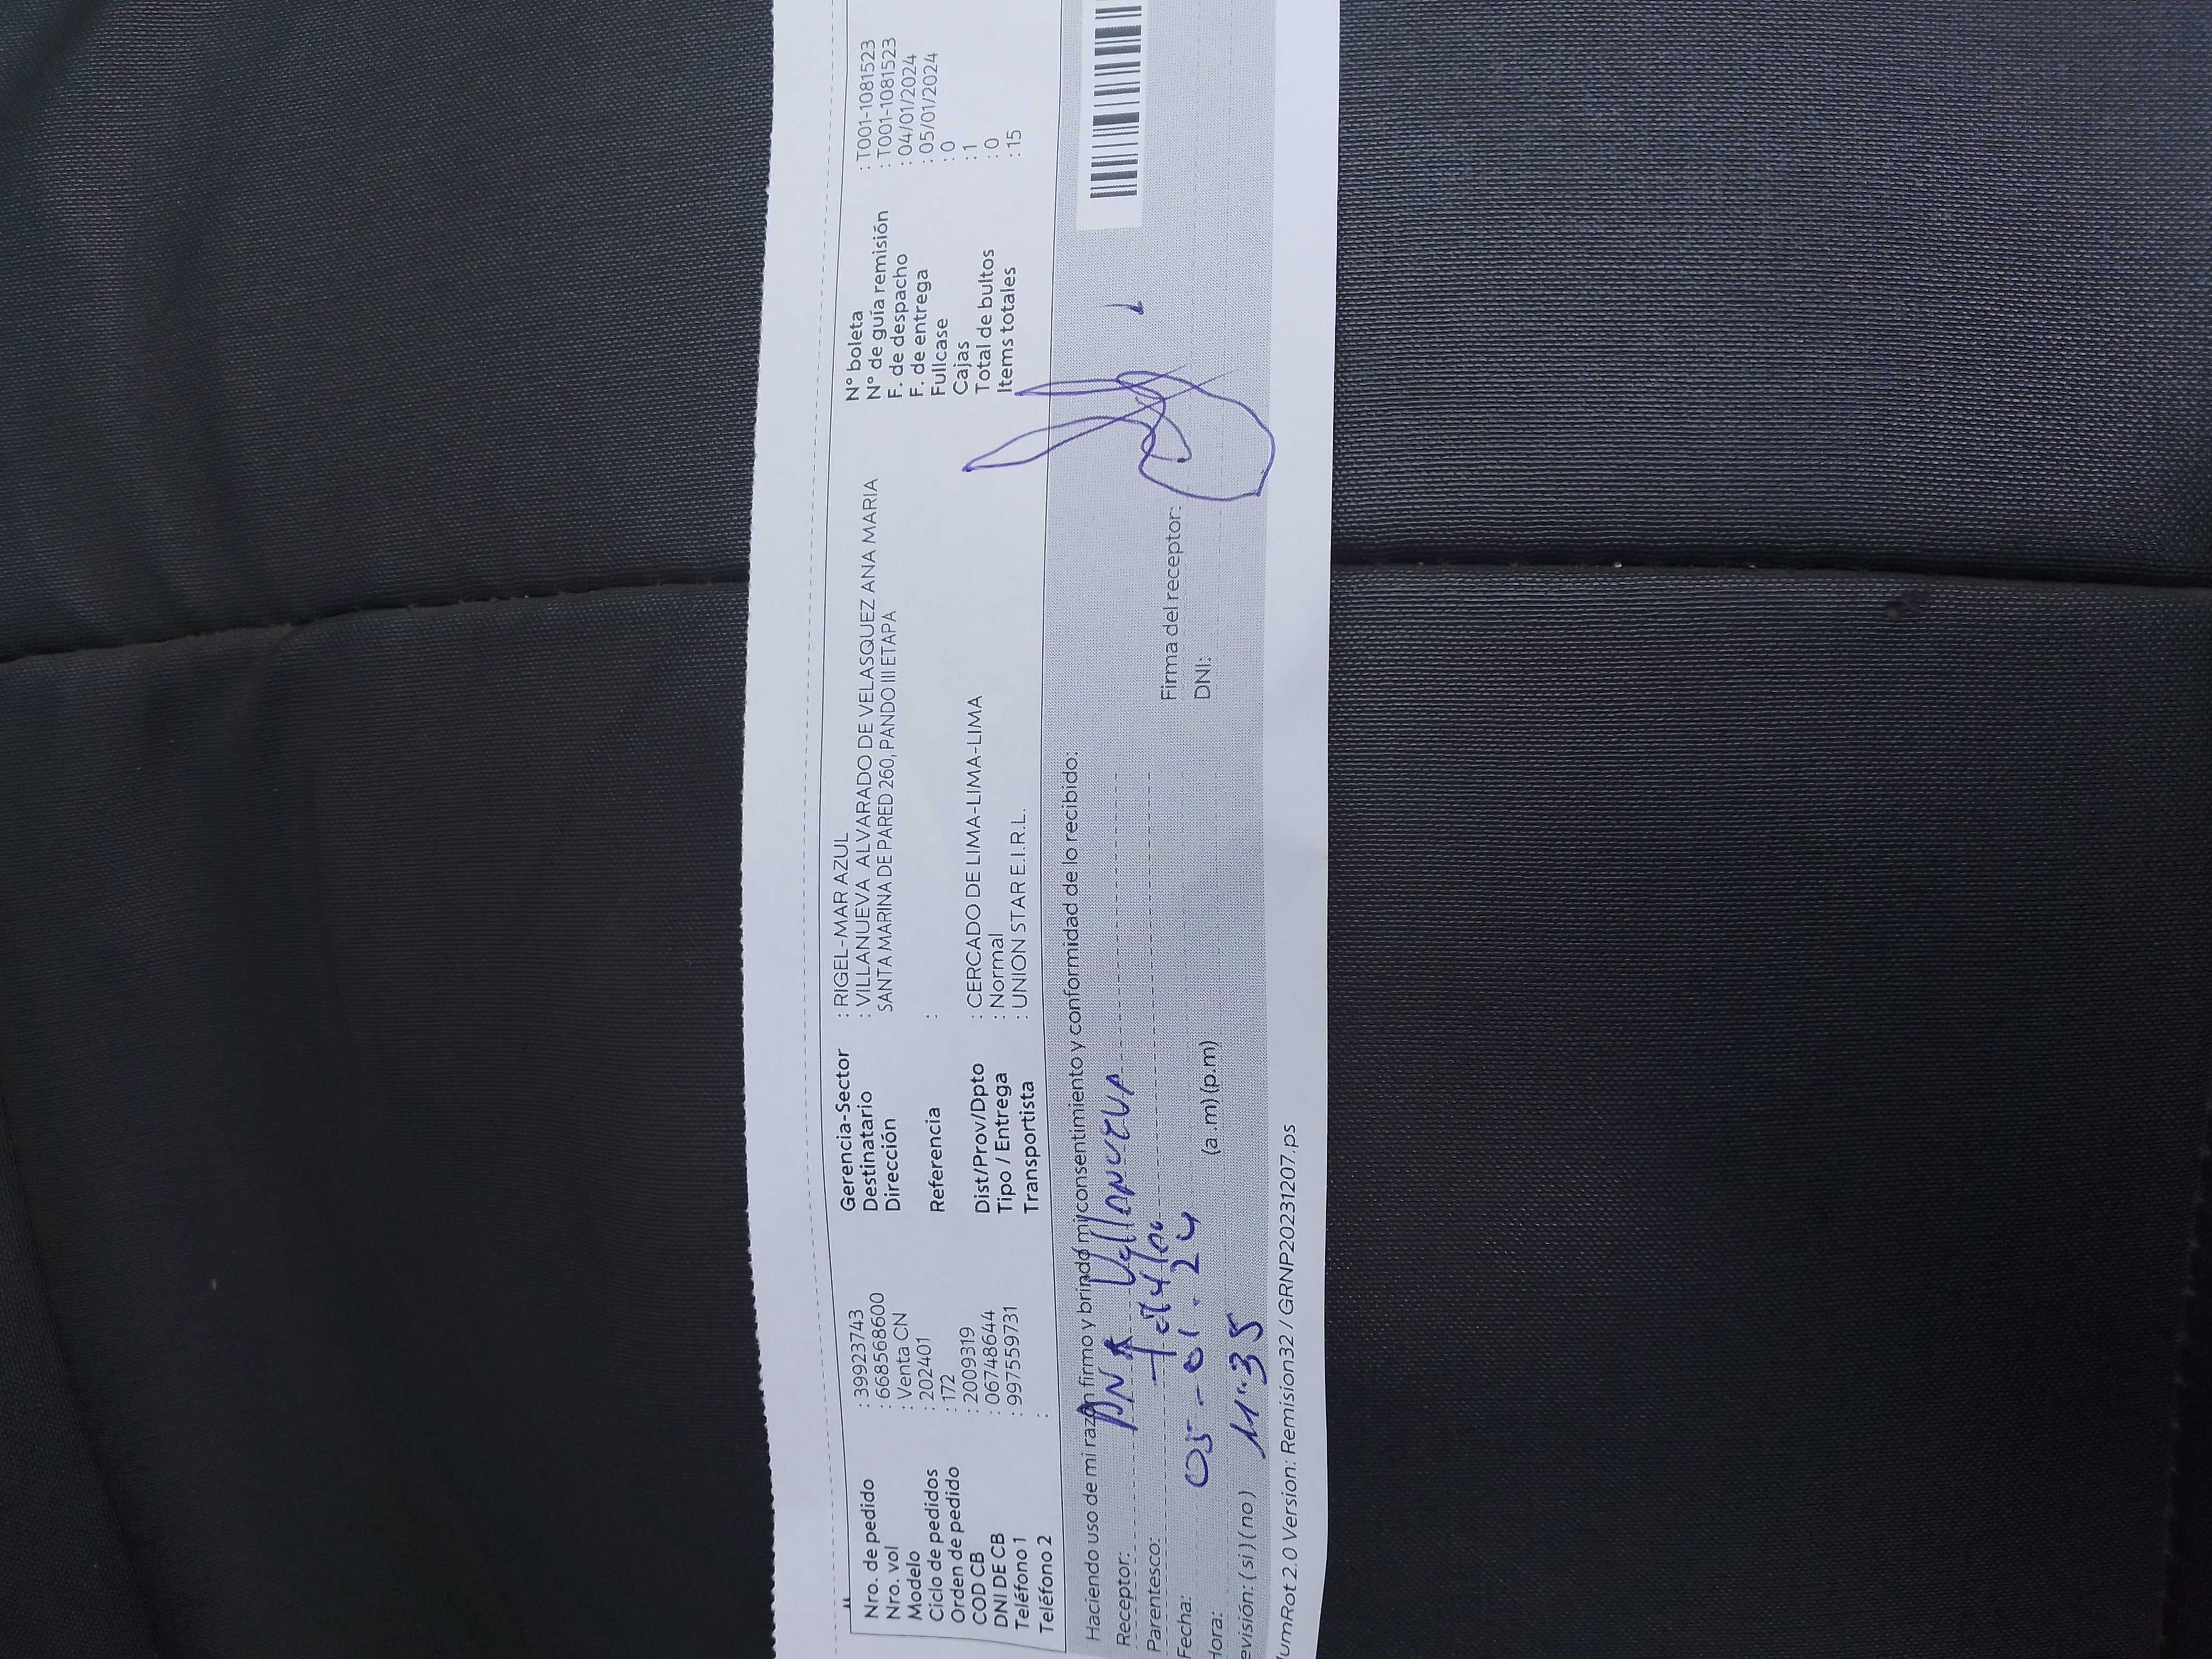 Nro. de pedido : 39923743
Nro. vol : 668568600
Modelo : Venta CN
Ciclo de pedidos : 202401
Orden de pedido : 172
COD CB : 2009319
DNI DE CB : 06748644
Teléfono 1 : 997559731
Teléfono 2 :
Gerencia-Sector : RIGEL-MAR AZUL
Destinatario : VILLANUEVA ALVARADO DE VELASQUEZ ANA MARIA
Dirección SANTA MARINA DE PARED 260, PANDO III ETAPA
Referencia :
Dist/Prov/Dpto : CERCADO DE LIMA-LIMA-LIMA
Tipo / Entrega : Normal
Transportista : UNION STAR E.I.R.L.
N° boleta : T001-1081523
N° de guía remisión : T001-1081523
F. de despacho : 04/01/2024
F. de entrega : 05/01/2024
Fullcase : 0
Cajas : 1
Total de bultos : 0
Items totales : 15
Haciendo uso de mi razón firmo y brindo mi consentimiento y conformidad de lo recibido:
Receptor: ANA Villanueva
Parentesco: Titular
Fecha: 05-01.24
Hora: 11:35 (a.m) (p.m)
evisión: ( si ) ( no )
Firma del receptor:
DNI:
umRot 2.0 Version: Remision32 / GRNP20231207.ps